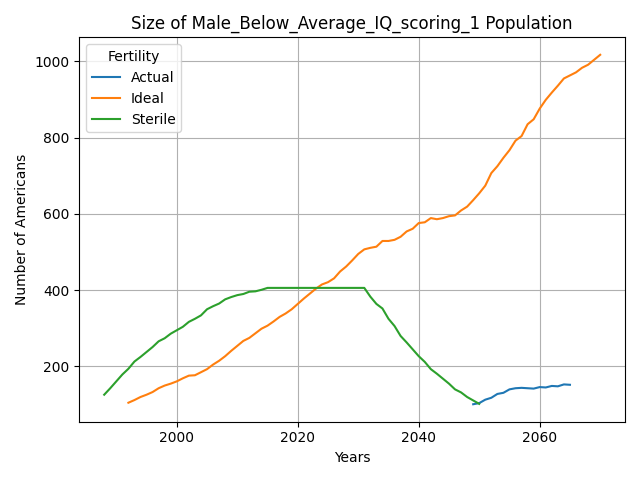 Size of Male_Below_Average_IQ_scoring_1 Population
Fertility
Actual
Ideal
Sterile
Number of Americans
1000
800
600
400
200
2000
2020
2040
2060
Years